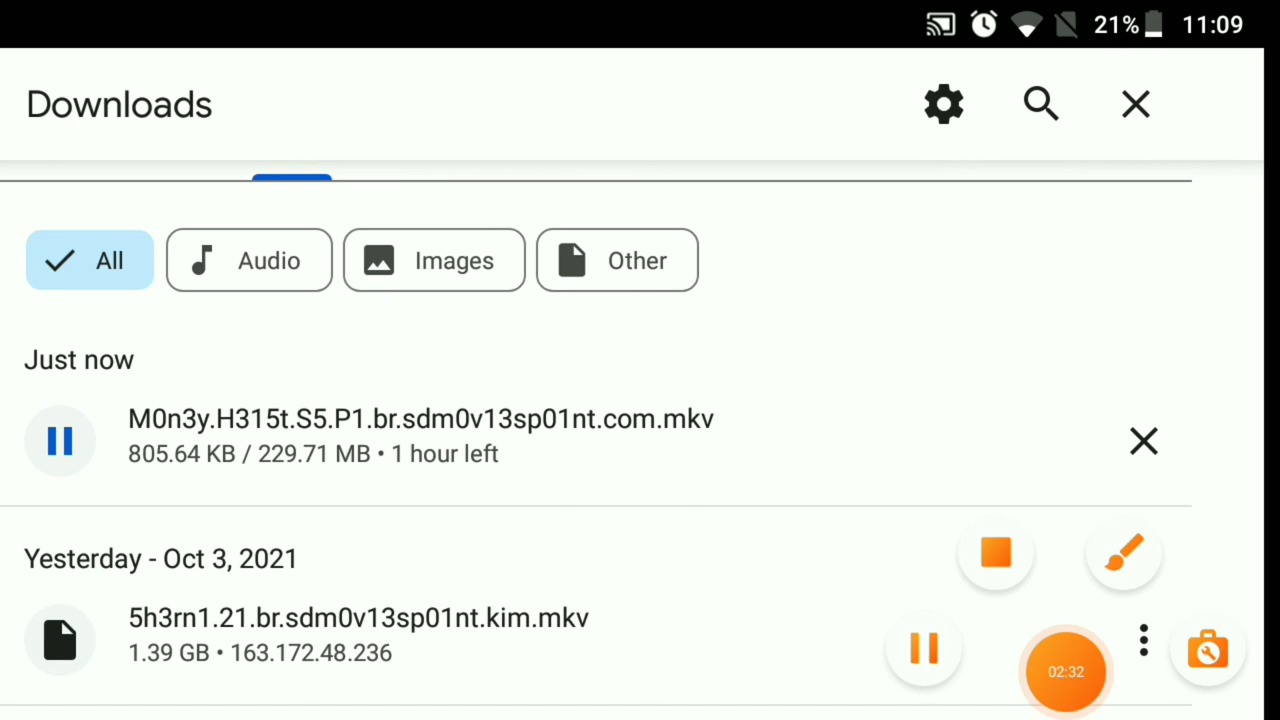 21% 11:09
Downloads
All Audio Images Other
Just now
M0n3y.H315t.S5.P1.br.sdm0v13sp01nt.com.mkv
805.64 KB / 229.71 MB • 1 hour left
Yesterday - Oct 3, 2021
5h3rn1.21.br.sdm0v13sp01nt.kim.mkv
1.39 GB • 163.172.48.236
02:32